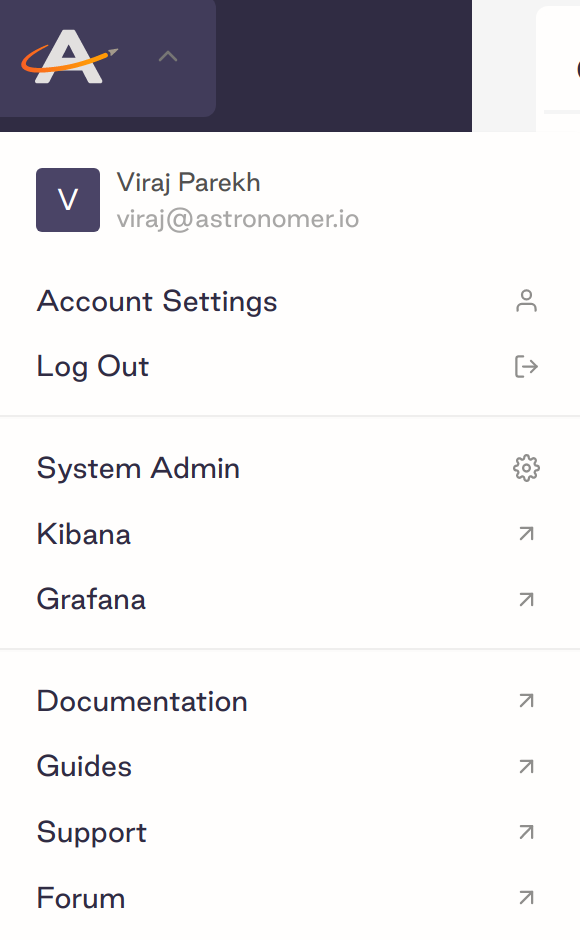 V
Viraj Parekh
viraj@astronomer.io
Account Settings
Log Out
System Admin
Kibana
Grafana
Documentation
Guides
Support
Forum